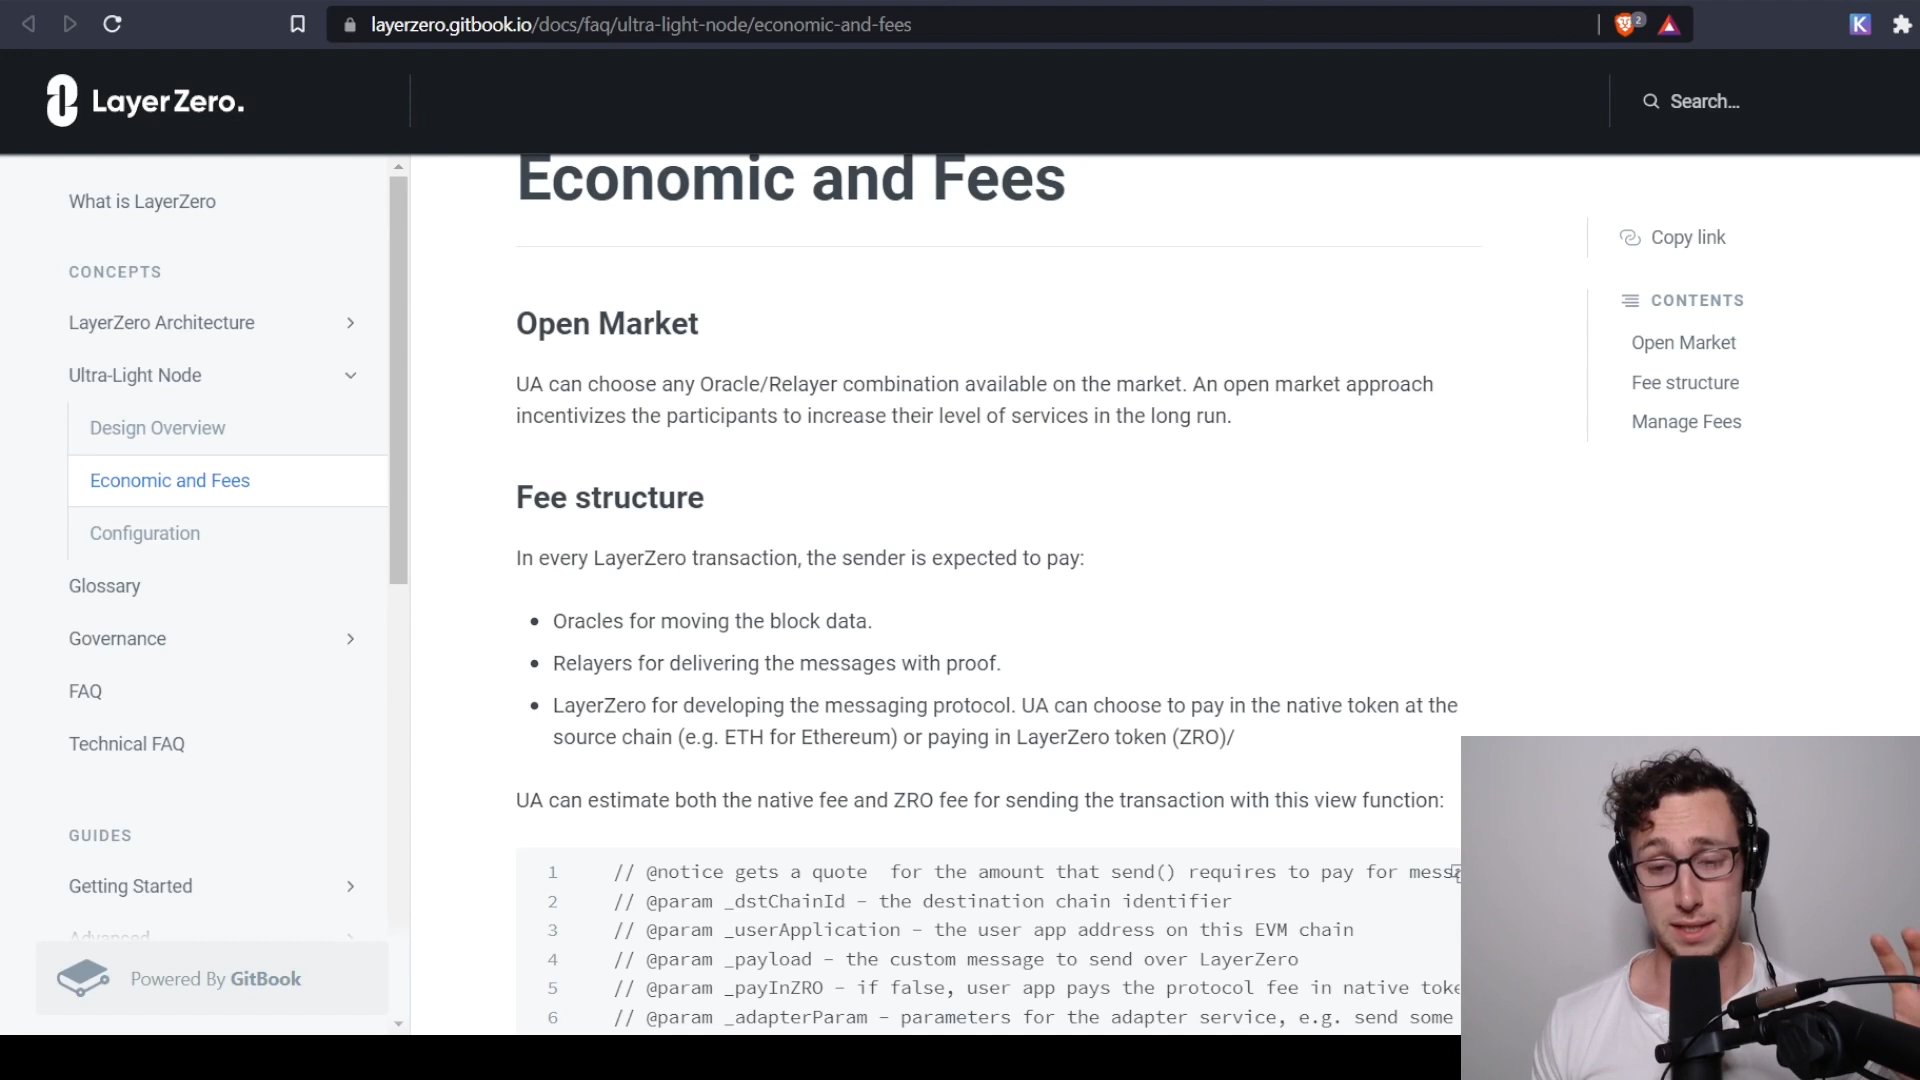 layerzero.gitbook.io/docs/faq/ultra-light-node/economic-and-fees
2
K
LayerZero.
Search...
What is LayerZero
CONCEPTS
LayerZero Architecture
Ultra-Light Node
Design Overview
Economic and Fees
Configuration
Glossary
Governance
FAQ
Technical FAQ
GUIDES
Getting Started
Advanced
Powered By GitBook
Economic and Fees
Open Market
UA can choose any Oracle/Relayer combination available on the market. An open market approach
incentivizes the participants to increase their level of services in the long run.
Fee structure
In every LayerZero transaction, the sender is expected to pay:
• Oracles for moving the block data.
• Relayers for delivering the messages with proof.
• LayerZero for developing the messaging protocol. UA can choose to pay in the native token at the
source chain (e.g. ETH for Ethereum) or paying in LayerZero token (ZRO)/
UA can estimate both the native fee and ZRO fee for sending the transaction with this view function:
1 // @notice gets a quote  for the amount that send() requires to pay for mess
2 // @param _dstChainId - the destination chain identifier
3 // @param _userApplication - the user app address on this EVM chain
4 // @param _payload - the custom message to send over LayerZero
5 // @param _payInZRO - if false, user app pays the protocol fee in native toke
6 // @param _adapterParam - parameters for the adapter service, e.g. send some
Copy link
CONTENTS
Open Market
Fee structure
Manage Fees